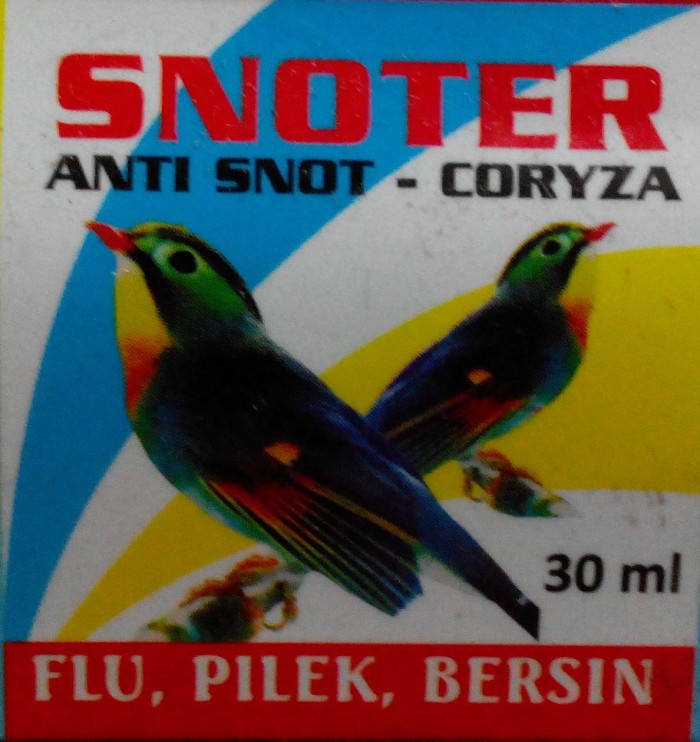 SNOTER
ANTI SNOT - CORYZA
30 ml
FLU, PILEK, BERSIN